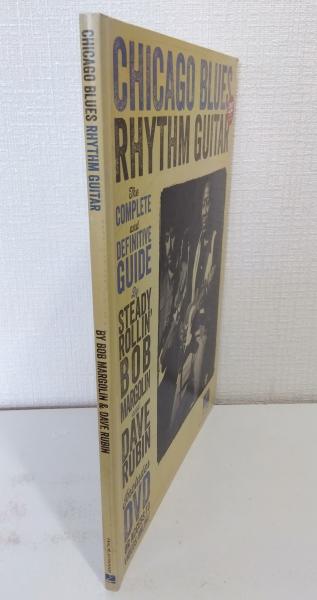 CHICAGO BLUES RHYTHM GUITAR
BY BOB MARGOLIN & DAVE RUBIN
CHICAGO BLUES
RHYTHM GUITAR
The
COMPLETE
and
DEFINITIVE
GUIDE
By
STEADY
ROLLIN'
BOB
MARGOLIN
DAVE
RUBIN
Includes
DVD